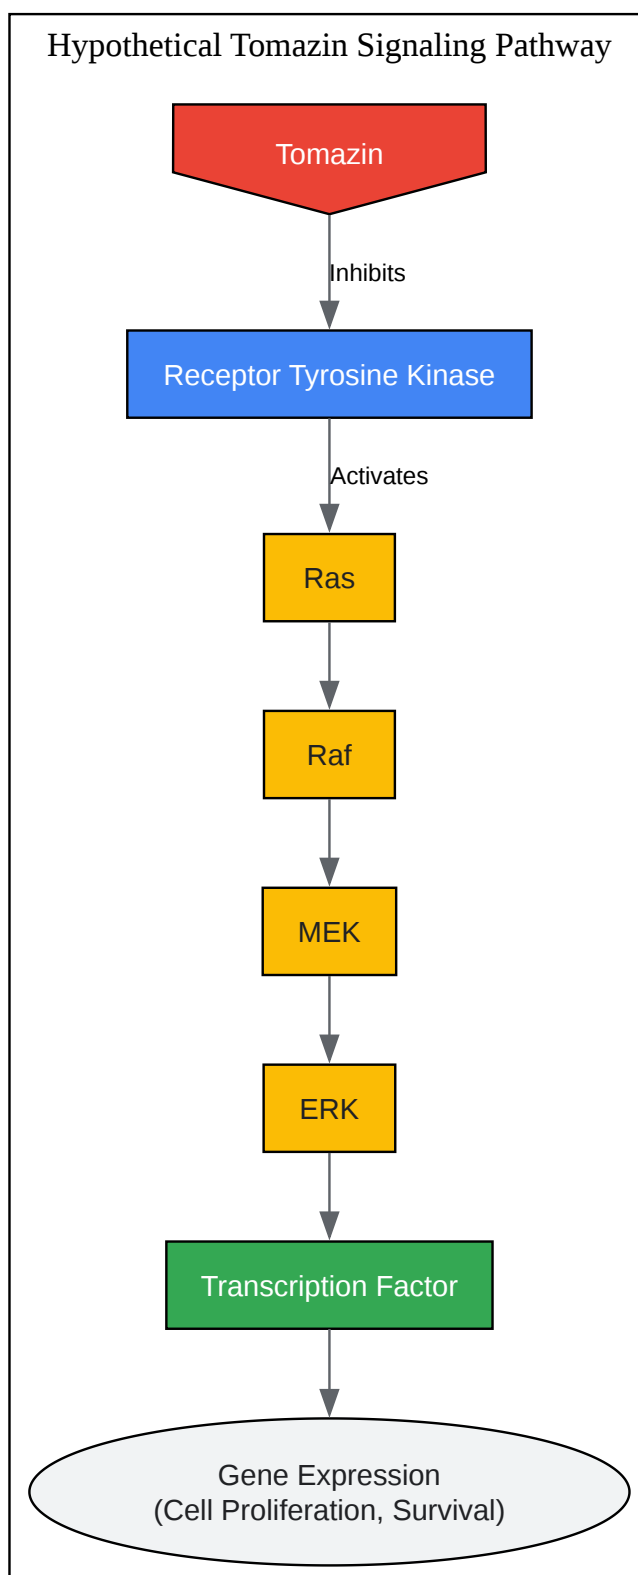 Hypothetical Tomazin Signaling Pathway
Tomazin
Inhibits
Receptor Tyrosine Kinase
Activates
Ras
Raf
MEK
ERK
Transcription Factor
Gene Expression
(Cell Proliferation, Survival)